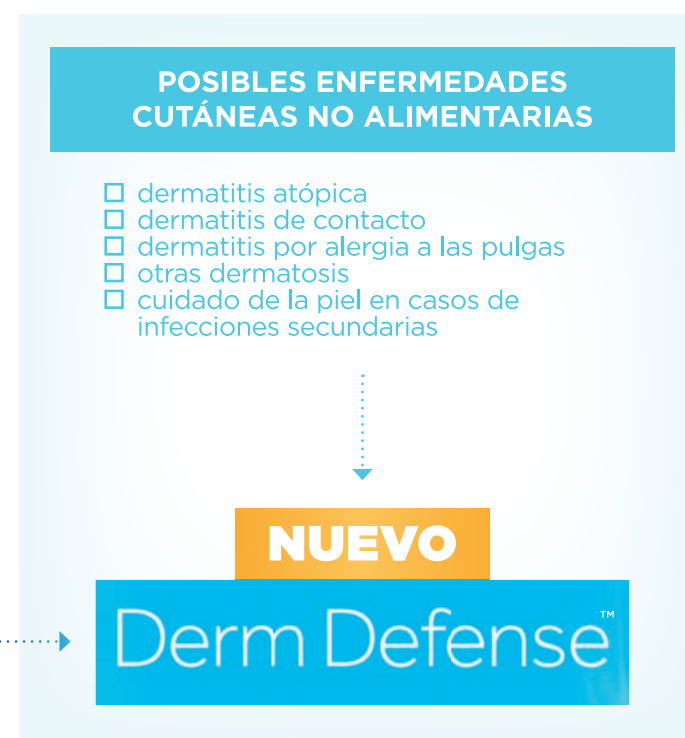 POSIBLES ENFERMEDADES
CUTÁNEAS NO ALIMENTARIAS
dermatitis atópica
dermatitis de contacto
dermatitis por alergia a las pulgas
otras dermatosis
cuidado de la piel en casos de
infecciones secundarias
NUEVO
Derm Defense™